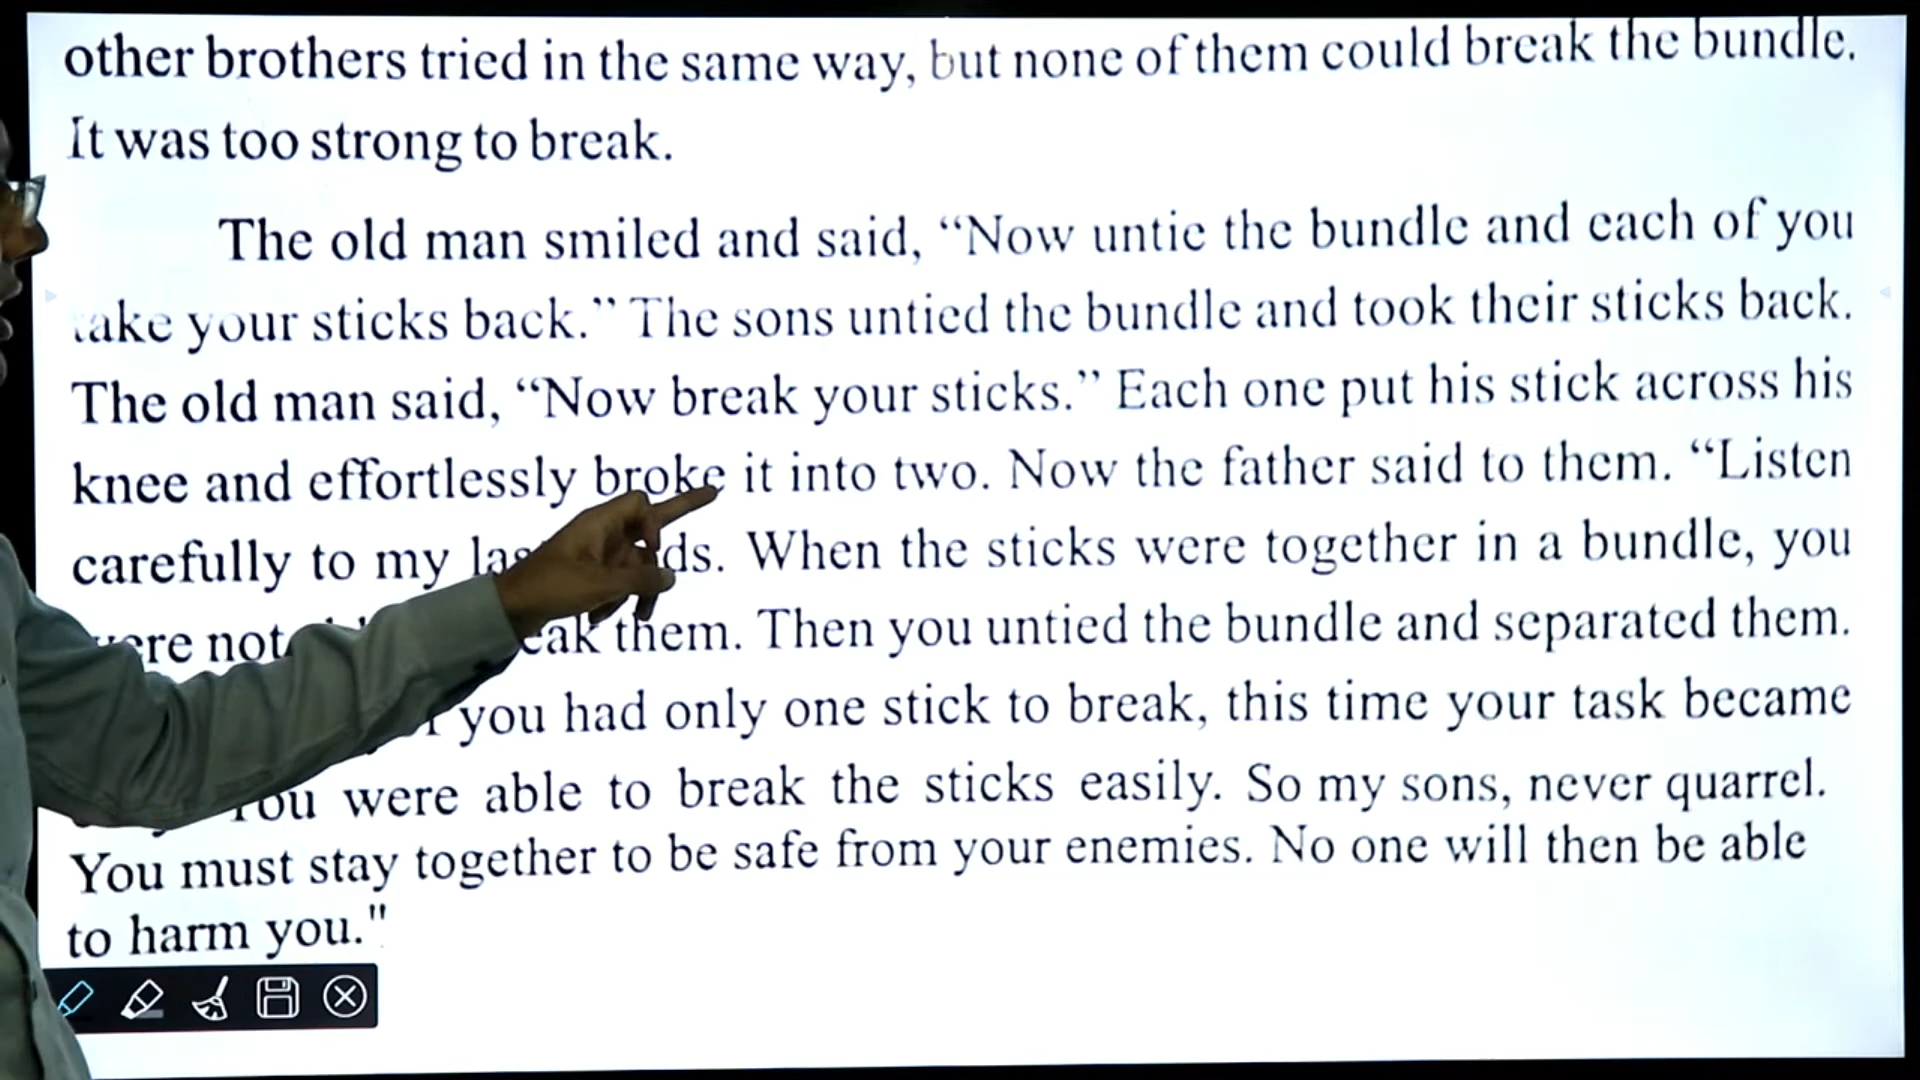 other brothers tried in the same way, but none of them could break the bundle.
It was too strong to break.
The old man smiled and said, “Now untie the bundle and each of you
take your sticks back.” The sons untied the bundle and took their sticks back.
The old man said, “Now break your sticks.” Each one put his stick across his
knee and effortlessly broke it into two. Now the father said to them. “Listen
carefully to my When the sticks were together in a bundle, you
were not them. Then you untied the bundle and separated them.
you had only one stick to break, this time your task became
You were able to break the sticks easily. So my sons, never quarrel.
You must stay together to be safe from your enemies. No one will then be able
to harm you."